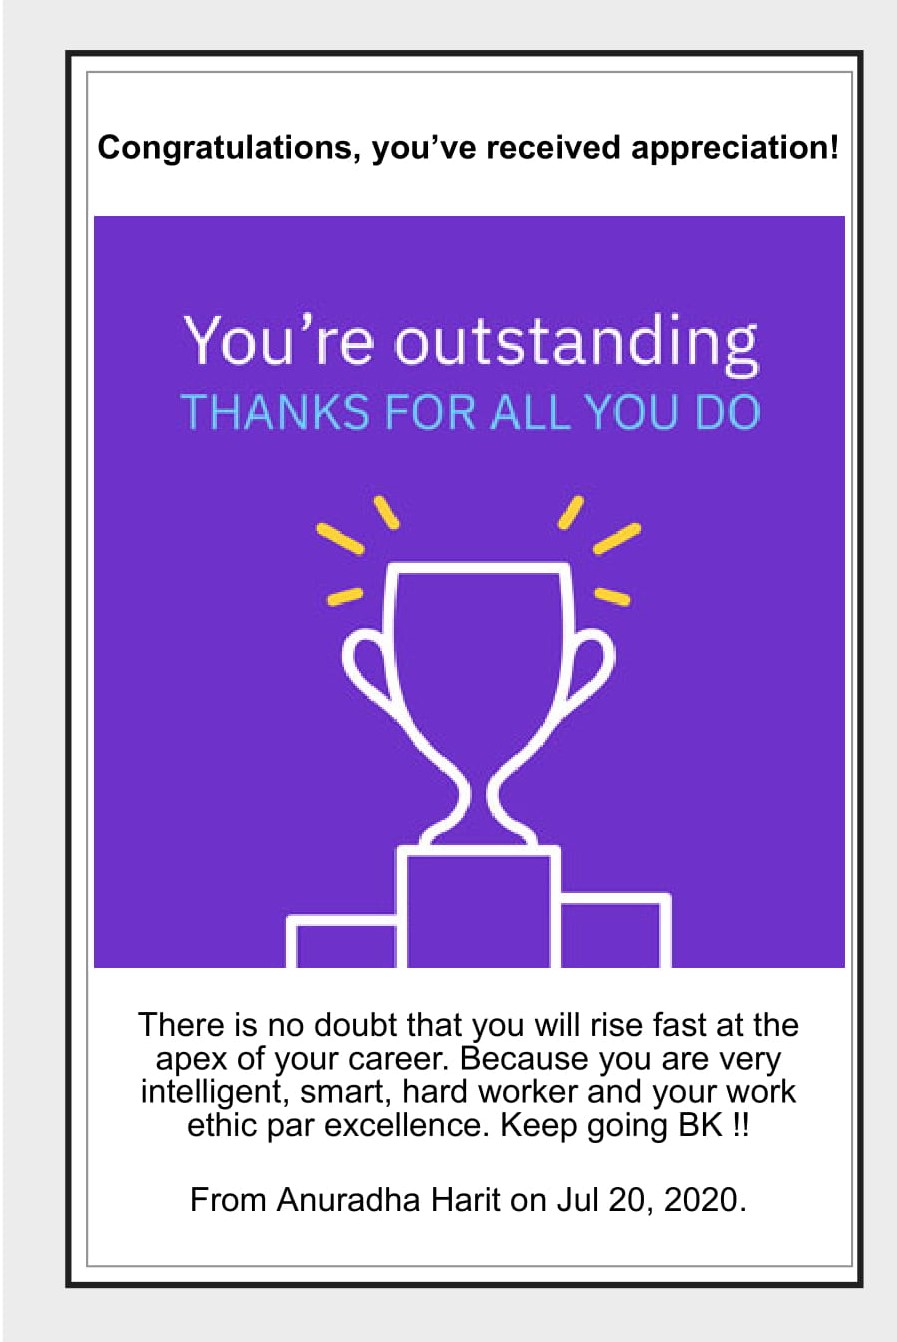 Congratulations, you’ve received appreciation!
You’re outstanding
THANKS FOR ALL YOU DO
There is no doubt that you will rise fast at the
apex of your career. Because you are very
intelligent, smart, hard worker and your work
ethic par excellence. Keep going BK !!
From Anuradha Harit on Jul 20, 2020.